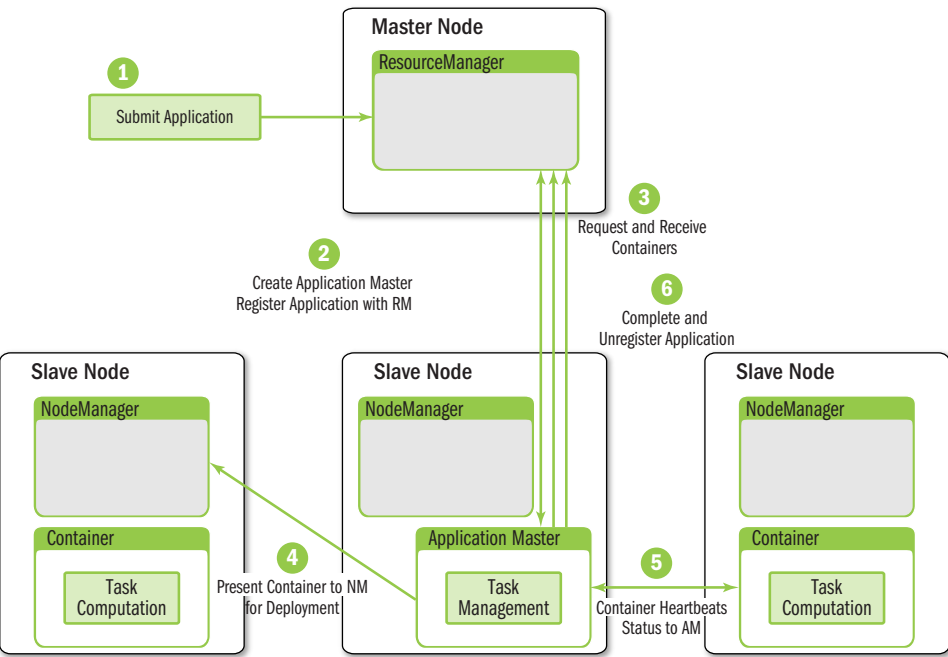 Master Node
ResourceManager
1
Submit Application
3
Request and Receive
Containers
2
Create Application Master
Register Application with RM
6
Complete and
Unregister Application
Slave Node
NodeManager
Container
Task
Computation
4
Present Container to NM
for Deployment
Slave Node
NodeManager
Application Master
Task
Management
5
Container Heartbeats
Status to AM
Slave Node
NodeManager
Container
Task
Computation